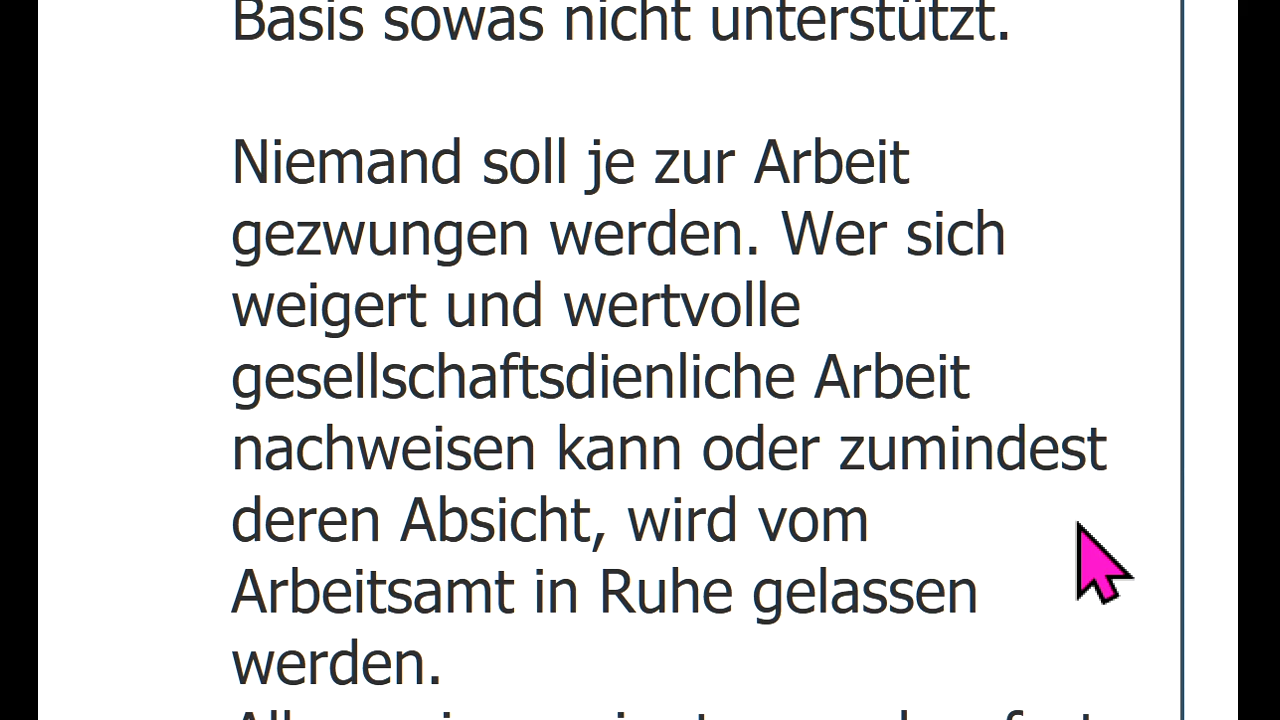 Basis sowas nicht unterstützt.
Niemand soll je zur Arbeit
gezwungen werden. Wer sich
weigert und wertvolle
gesellschaftsdienliche Arbeit
nachweisen kann oder zumindest
deren Absicht, wird vom
Arbeitsamt in Ruhe gelassen
werden.